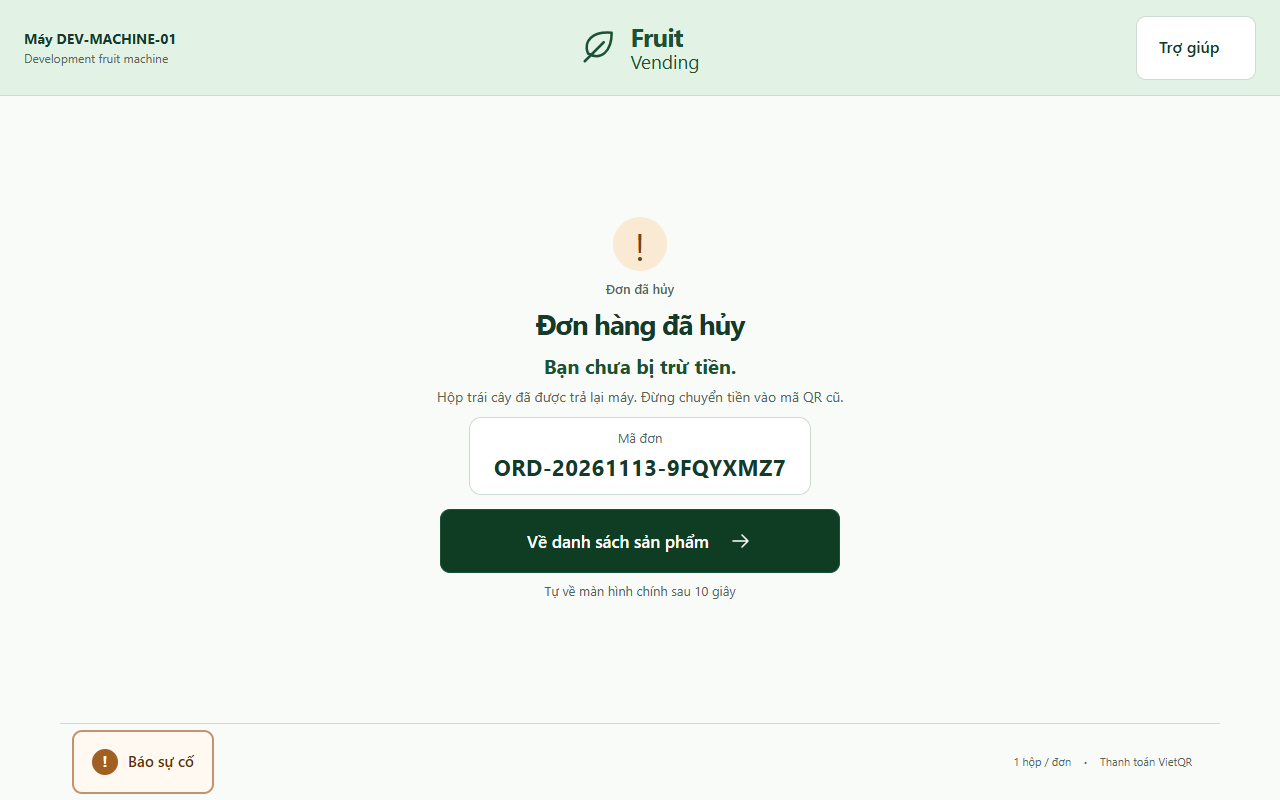 Máy DEV-MACHINE-01
Development fruit machine
Fruit
Vending
Trợ giúp
!
Đơn đã hủy
Đơn hàng đã hủy
Bạn chưa bị trừ tiền.
Hộp trái cây đã được trả lại máy. Đừng chuyển tiền vào mã QR cũ.
Mã đơn
ORD-20261113-9FQYXMZ7
Về danh sách sản phẩm →
Tự về màn hình chính sau 10 giây
! Báo sự cố
1 hộp / đơn • Thanh toán VietQR